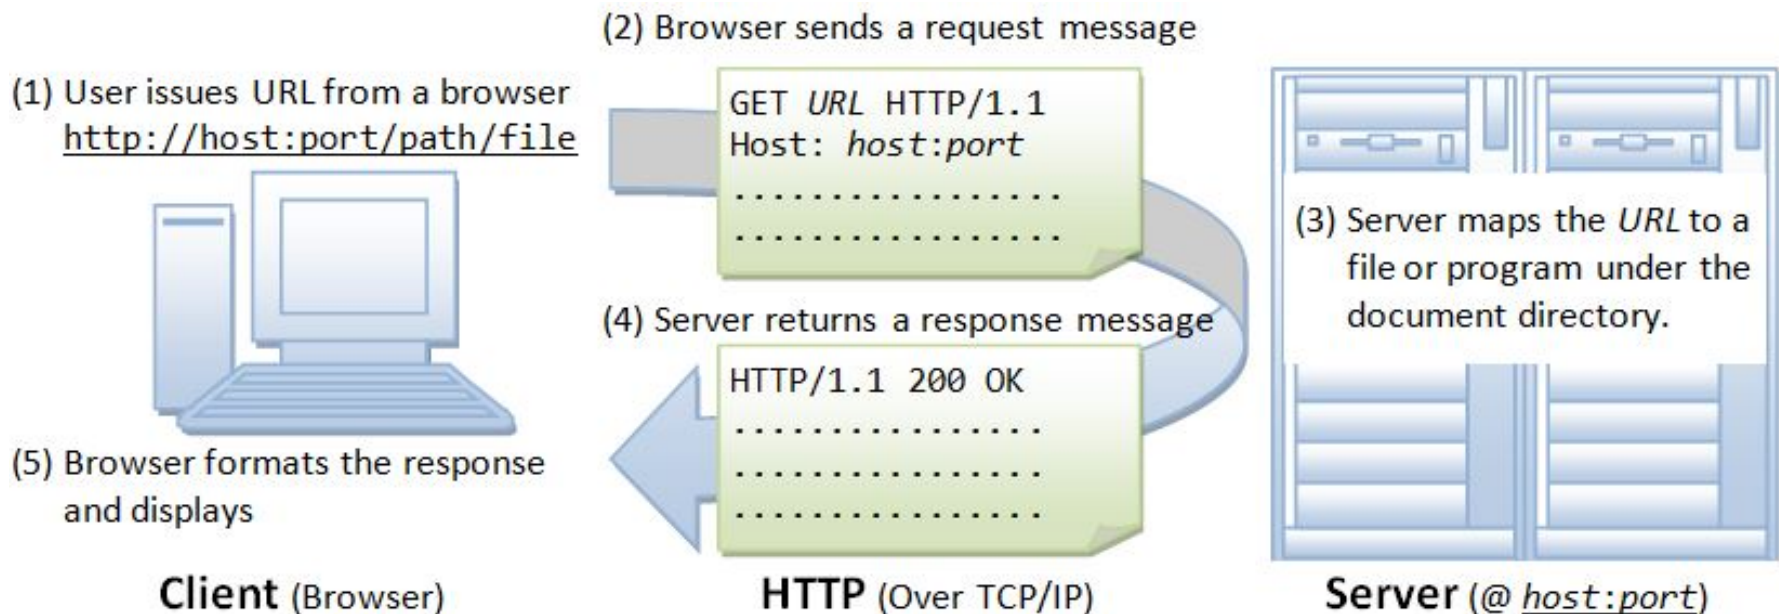 (1) User issues URL from a browser
http://host:port/path/file
(2) Browser sends a request message
GET URL HTTP/1.1
Host: host:port
..................
..................
(3) Server maps the URL to a
file or program under the
document directory.
(4) Server returns a response message
HTTP/1.1 200 OK
.................
.................
.................
(5) Browser formats the response
and displays
Client (Browser)
HTTP (Over TCP/IP)
Server (@ host:port)